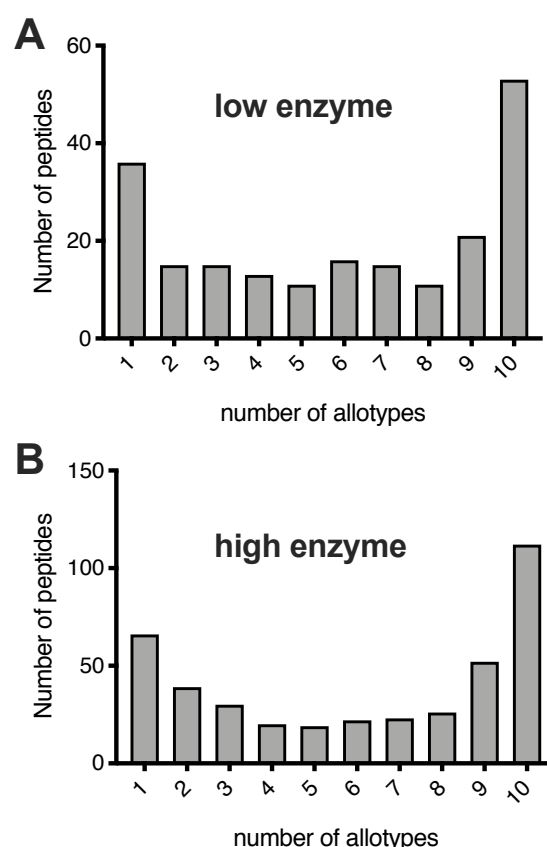 A
low enzyme
Number of peptides
60
40
20
0
1 2 3 4 5 6 7 8 9 10
number of allotypes
B
high enzyme
Number of peptides
150
100
50
0
1 2 3 4 5 6 7 8 9 10
number of allotypes